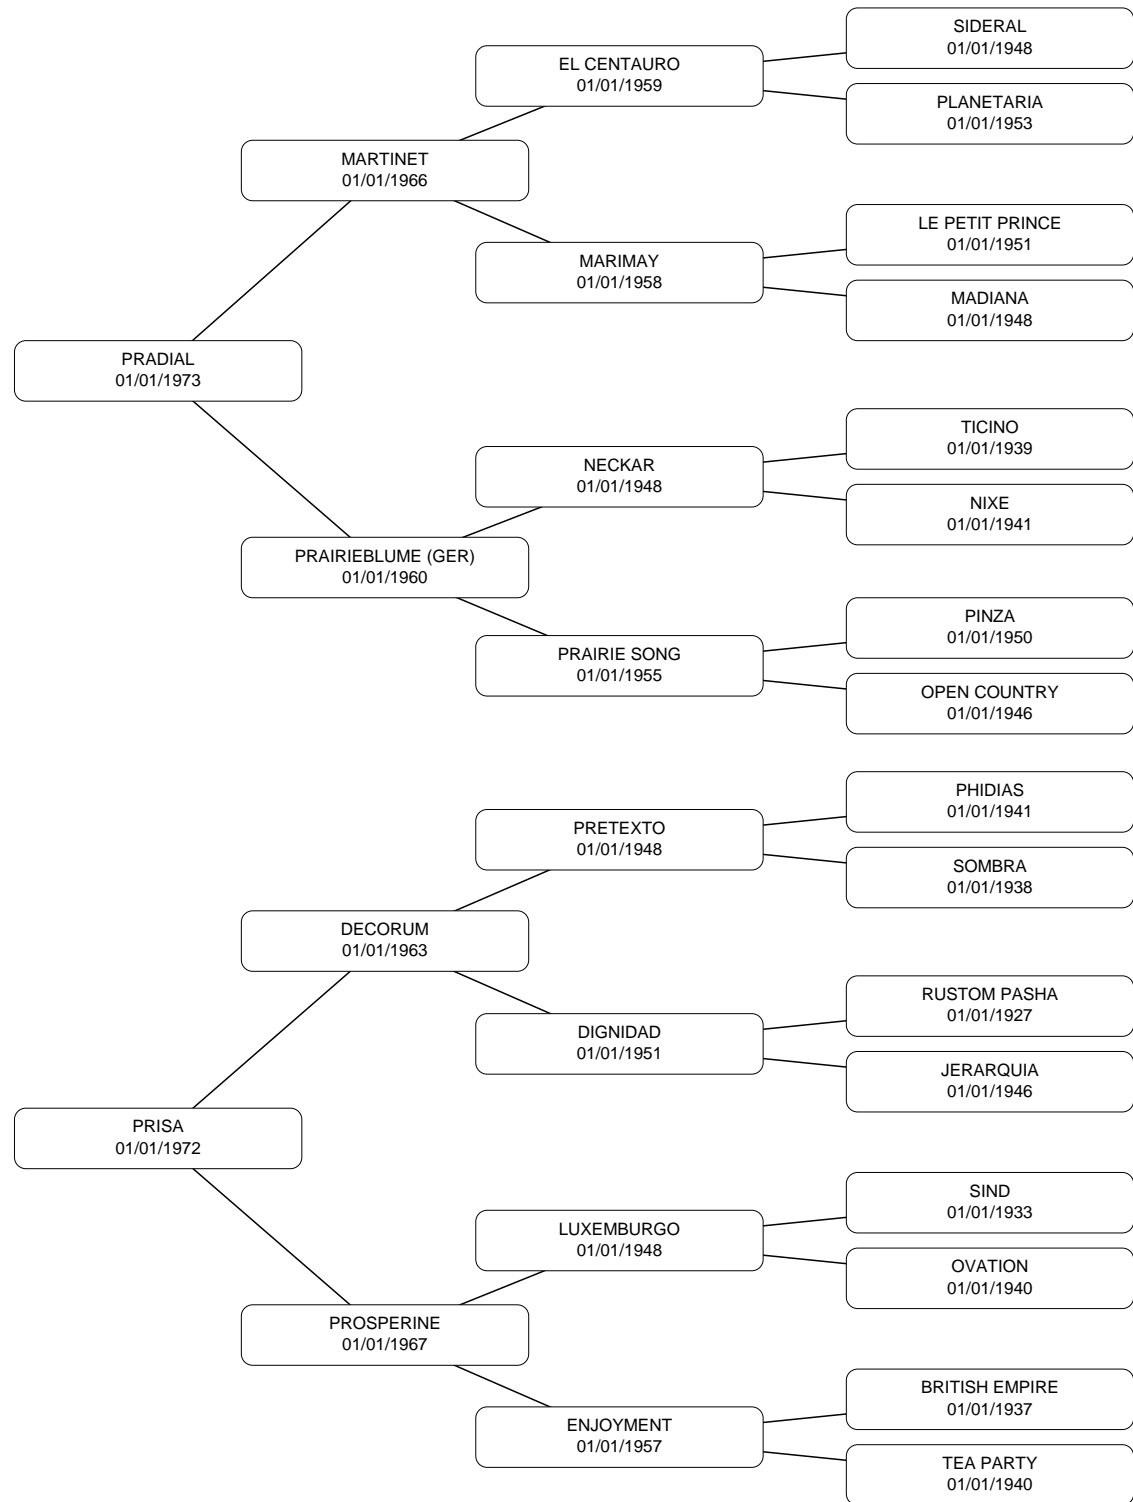 SIDERAL
01/01/1948
EL CENTAURO
01/01/1959
PLANETARIA
01/01/1953
MARTINET
01/01/1966
LE PETIT PRINCE
01/01/1951
MARIMAY
01/01/1958
MADIANA
01/01/1948
PRADIAL
01/01/1973
TICINO
01/01/1939
NECKAR
01/01/1948
NIXE
01/01/1941
PRAIRIEBLUME (GER)
01/01/1960
PINZA
01/01/1950
PRAIRIE SONG
01/01/1955
OPEN COUNTRY
01/01/1946
PHIDIAS
01/01/1941
PRETEXTO
01/01/1948
SOMBRA
01/01/1938
DECORUM
01/01/1963
RUSTOM PASHA
01/01/1927
DIGNIDAD
01/01/1951
JERARQUIA
01/01/1946
PRISA
01/01/1972
SIND
01/01/1933
LUXEMBURGO
01/01/1948
OVATION
01/01/1940
PROSPERINE
01/01/1967
BRITISH EMPIRE
01/01/1937
ENJOYMENT
01/01/1957
TEA PARTY
01/01/1940